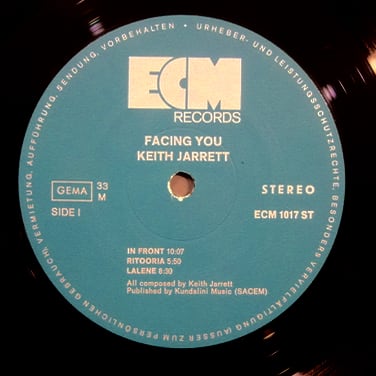 URHEBER- UND LEISTUNGSSCHUTZRECHTE, BESONDERS VERVIELFÄLTIGUNG (AUSSER ZUM PERSÖNLICHEN GEBRAUCH), VERMIETUNG, AUFFÜHRUNG, SENDUNG, VORBEHALTEN •
ECM
RECORDS
FACING YOU
KEITH JARRETT
GEMA 33 STEREO
M
SIDE I ECM 1017 ST
IN FRONT 10:07
RITOORIA 5:50
LALENE 8:30
All composed by Keith Jarrett
Published by Kundalini Music (SACEM)